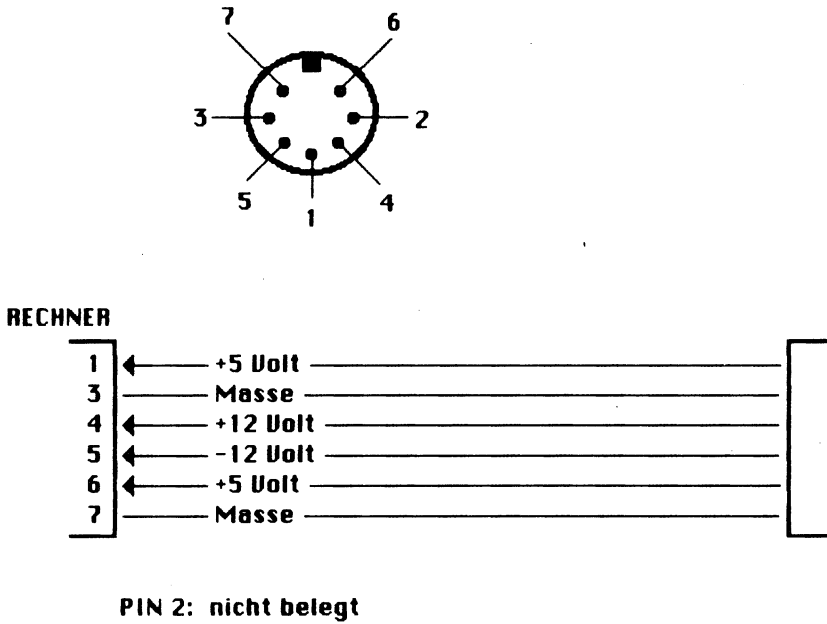 7 6
3 2
5 4
1
RECHNER
1 +5 Volt
3 Masse
4 +12 Volt
5 -12 Volt
6 +5 Volt
7 Masse
PIN 2: nicht belegt